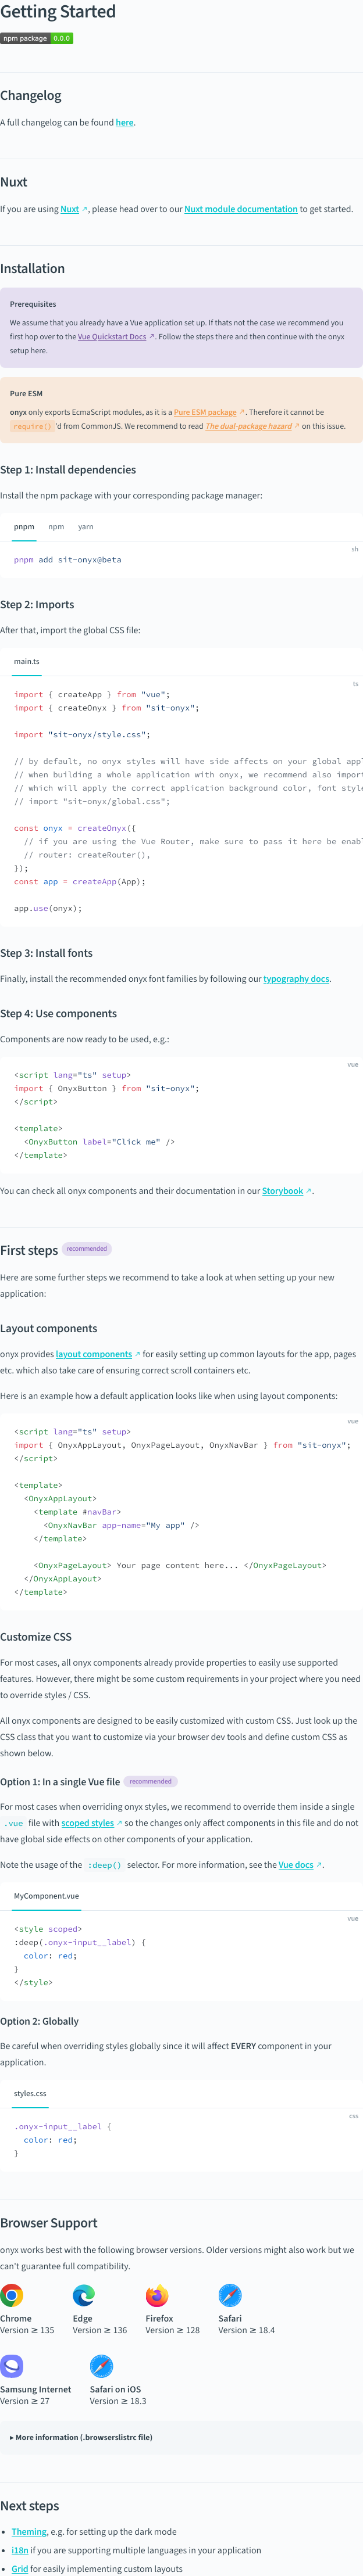 Getting Started
npm package 0.0.0
Changelog
A full changelog can be found here.
Nuxt
If you are using Nuxt ↗, please head over to our Nuxt module documentation to get started.
Installation
Prerequisites
We assume that you already have a Vue application set up. If thats not the case we recommend you
first hop over to the Vue Quickstart Docs ↗. Follow the steps there and then continue with the onyx
setup here.
Pure ESM
onyx only exports EcmaScript modules, as it is a Pure ESM package ↗. Therefore it cannot be
require() 'd from CommonJS. We recommend to read The dual-package hazard ↗ on this issue.
Step 1: Install dependencies
Install the npm package with your corresponding package manager:
pnpm npm yarn
sh
pnpm add sit-onyx@beta
Step 2: Imports
After that, import the global CSS file:
main.ts
ts
import { createApp } from "vue";
import { createOnyx } from "sit-onyx";
import "sit-onyx/style.css";
// by default, no onyx styles will have side affects on your global appl
// when building a whole application with onyx, we recommend also import
// which will apply the correct application background color, font style
// import "sit-onyx/global.css";
const onyx = createOnyx({
// if you are using the Vue Router, make sure to pass it here be enabl
// router: createRouter(),
});
const app = createApp(App);
app.use(onyx);
Step 3: Install fonts
Finally, install the recommended onyx font families by following our typography docs.
Step 4: Use components
Components are now ready to be used, e.g.:
vue
<script lang="ts" setup>
import { OnyxButton } from "sit-onyx";
</script>
<template>
<OnyxButton label="Click me" />
</template>
You can check all onyx components and their documentation in our Storybook ↗.
First steps recommended
Here are some further steps we recommend to take a look at when setting up your new
application:
Layout components
onyx provides layout components ↗ for easily setting up common layouts for the app, pages
etc. which also take care of ensuring correct scroll containers etc.
Here is an example how a default application looks like when using layout components:
vue
<script lang="ts" setup>
import { OnyxAppLayout, OnyxPageLayout, OnyxNavBar } from "sit-onyx";
</script>
<template>
<OnyxAppLayout>
<template #navBar>
<OnyxNavBar app-name="My app" />
</template>
<OnyxPageLayout> Your page content here... </OnyxPageLayout>
</OnyxAppLayout>
</template>
Customize CSS
For most cases, all onyx components already provide properties to easily use supported
features. However, there might be some custom requirements in your project where you need
to override styles / CSS.
All onyx components are designed to be easily customized with custom CSS. Just look up the
CSS class that you want to customize via your browser dev tools and define custom CSS as
shown below.
Option 1: In a single Vue file recommended
For most cases when overriding onyx styles, we recommend to override them inside a single
.vue file with scoped styles ↗ so the changes only affect components in this file and do not
have global side effects on other components of your application.
Note the usage of the :deep() selector. For more information, see the Vue docs ↗.
MyComponent.vue
vue
<style scoped>
:deep(.onyx-input__label) {
color: red;
}
</style>
Option 2: Globally
Be careful when overriding styles globally since it will affect EVERY component in your
application.
styles.css
css
.onyx-input__label {
color: red;
}
Browser Support
onyx works best with the following browser versions. Older versions might also work but we
can't guarantee full compatibility.
Chrome Edge Firefox Safari
Version ≥ 135 Version ≥ 136 Version ≥ 128 Version ≥ 18.4
Samsung Internet Safari on iOS
Version ≥ 27 Version ≥ 18.3
▸ More information (.browserslistrc file)
Next steps
• Theming, e.g. for setting up the dark mode
• i18n if you are supporting multiple languages in your application
• Grid for easily implementing custom layouts